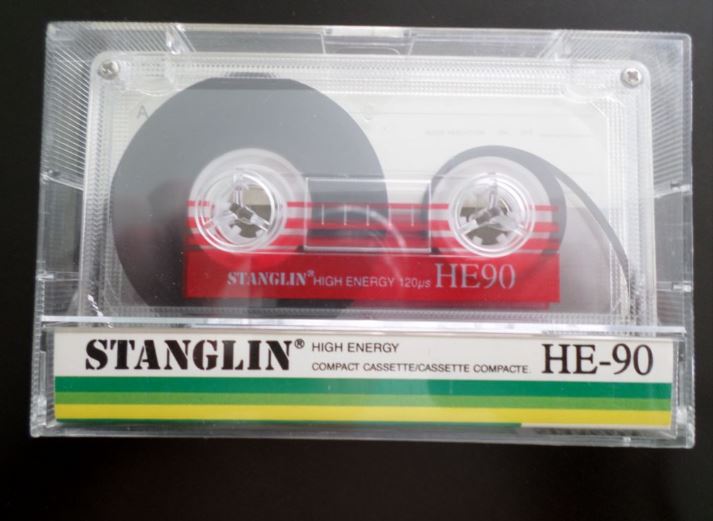 A
STANGLIN® HIGH ENERGY 120µs HE90
STANGLIN® HIGH ENERGY
COMPACT CASSETTE/CASSETTE COMPACTE. HE-90